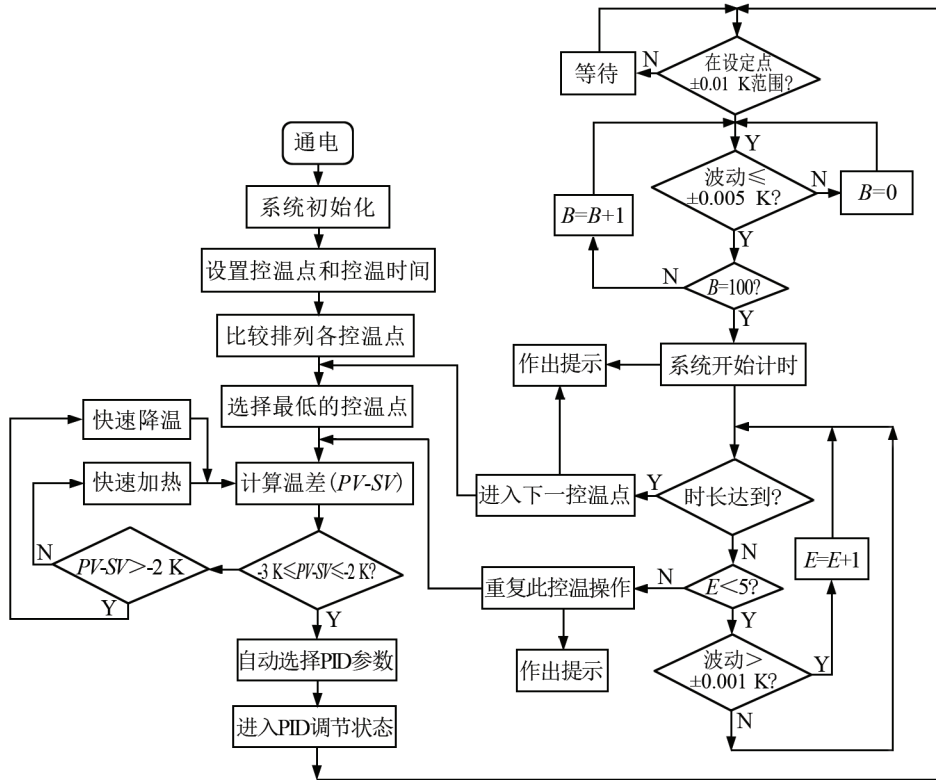 通电
系统初始化
设置控温点和控温时间
比较排列各控温点
选择最低的控温点
快速降温
快速加热
计算温差(PV-SV)
-3 K≤PV-SV≤-2 K?
PV-SV>-2 K
N
Y
Y
自动选择PID参数
进入PID调节状态
在设定点
±0.01 K范围?
N
等待
Y
波动≤
±0.005 K?
N
B=0
B=B+1
Y
B=100?
N
Y
系统开始计时
作出提示
时长达到?
Y
进入下一控温点
N
E<5?
N
重复此控温操作
作出提示
Y
波动>
±0.001 K?
Y
E=E+1
N